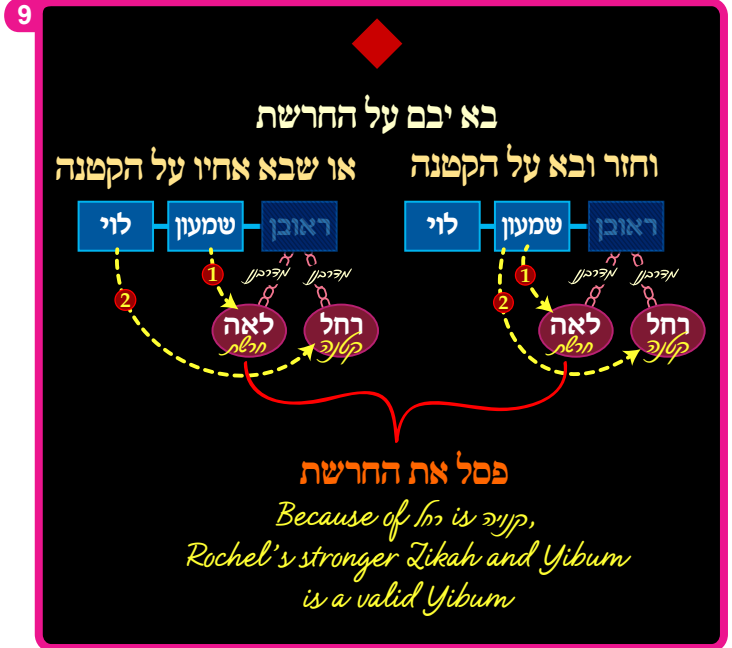 9
בא יבם על החרשת
וחזר ובא על הקטנה
ראובן
שמעון
לוי
מדרבנן
מדרבנן
1
2
רחל
קטנה
לאה
חרשת
או שבא אחיו על הקטנה
ראובן
שמעון
לוי
מדרבנן
מדרבנן
1
2
רחל
קטנה
לאה
חרשת
פסל את החרשת
Because of רחל is קנויה,
Rochel's stronger Zikah and Yibum
is a valid Yibum